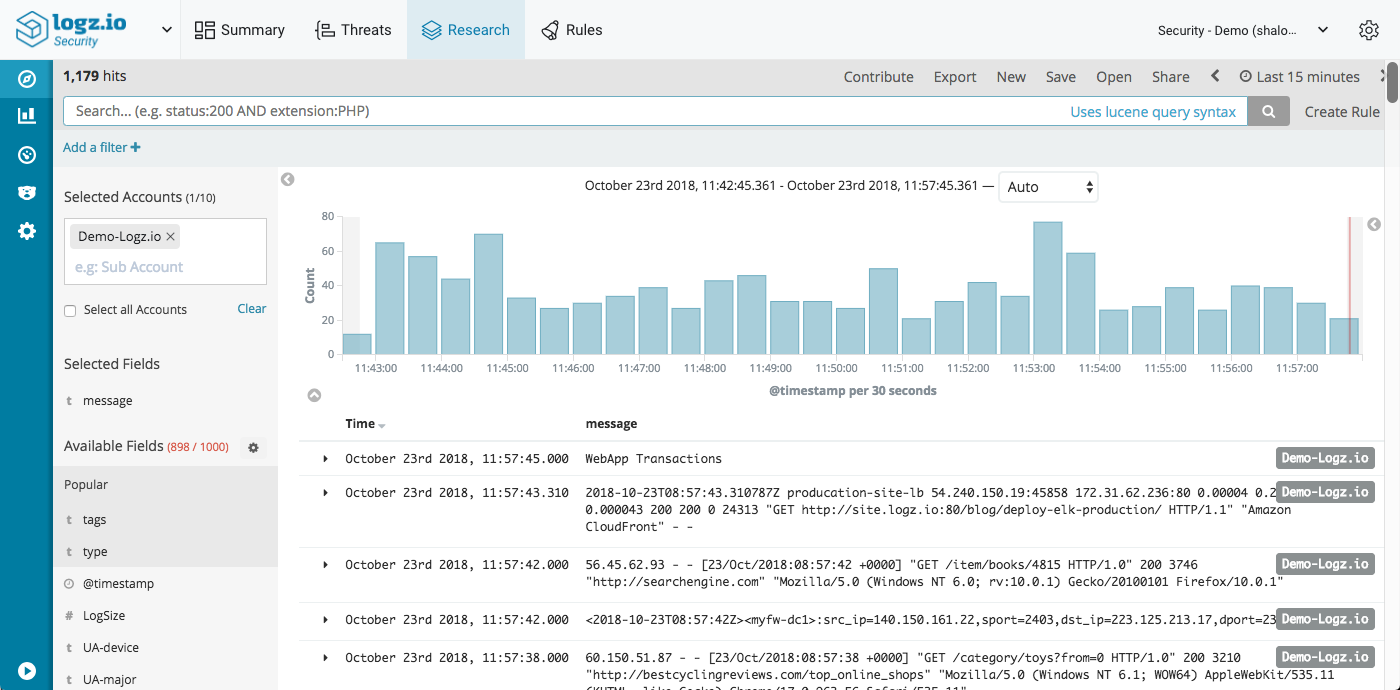 logz.io
Security
Summary
Threats
Research
Rules
Security - Demo (shalo...
1,179 hits
Contribute
Export
New
Save
Open
Share
Last 15 minutes
Search... (e.g. status:200 AND extension:PHP)
Uses lucene query syntax
Create Rule
Add a filter +
Selected Accounts (1/10)
Demo-Logz.io ×
e.g: Sub Account
Select all Accounts
Clear
Selected Fields
t message
Available Fields (898 / 1000)
Popular
t tags
t type
@timestamp
# LogSize
t UA-device
t UA-major
October 23rd 2018, 11:42:45.361 - October 23rd 2018, 11:57:45.361 —
Auto
Count
80
60
40
20
0
11:43:00
11:44:00
11:45:00
11:46:00
11:47:00
11:48:00
11:49:00
11:50:00
11:51:00
11:52:00
11:53:00
11:54:00
11:55:00
11:56:00
11:57:00
@timestamp per 30 seconds
Time
message
October 23rd 2018, 11:57:45.000
WebApp Transactions
Demo-Logz.io
October 23rd 2018, 11:57:43.310
2018-10-23T08:57:43.310787Z producation-site-lb 54.240.150.19:45858 172.31.62.236:80 0.00004 0.2
Demo-Logz.io
0.000043 200 200 0 24313 "GET http://site.logz.io:80/blog/deploy-elk-production/ HTTP/1.1" "Amazon
CloudFront" - -
October 23rd 2018, 11:57:42.000
56.45.62.93 - - [23/Oct/2018:08:57:42 +0000] "GET /item/books/4815 HTTP/1.0" 200 3746
Demo-Logz.io
"http://searchengine.com" "Mozilla/5.0 (Windows NT 6.0; rv:10.0.1) Gecko/20100101 Firefox/10.0.1"
October 23rd 2018, 11:57:42.000
<2018-10-23T08:57:42Z><myfw-dc1>:src_ip=140.150.161.22,sport=2403,dst_ip=223.125.213.17,dport=23
Demo-Logz.io
October 23rd 2018, 11:57:38.000
60.150.51.87 - - [23/Oct/2018:08:57:38 +0000] "GET /category/toys?from=0 HTTP/1.0" 200 3210
Demo-Logz.io
"http://bestcyclingreviews.com/top_online_shops" "Mozilla/5.0 (Windows NT 6.1; WOW64) AppleWebKit/535.11